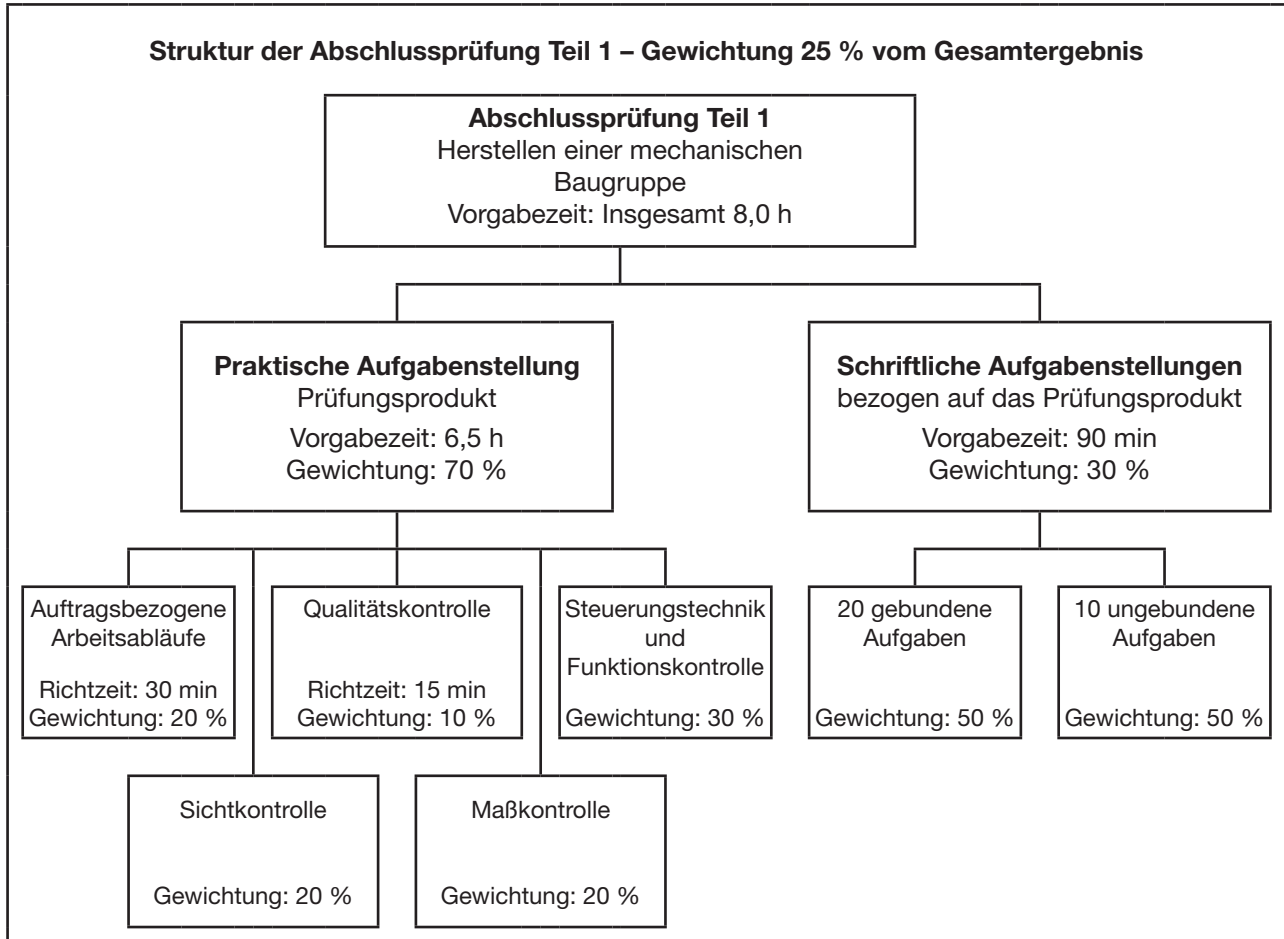 Struktur der Abschlussprüfung Teil 1 – Gewichtung 25 % vom Gesamtergebnis
Abschlussprüfung Teil 1
Herstellen einer mechanischen
Baugruppe
Vorgabezeit: Insgesamt 8,0 h
Praktische Aufgabenstellung
Prüfungsprodukt
Vorgabezeit: 6,5 h
Gewichtung: 70 %
Schriftliche Aufgabenstellungen
bezogen auf das Prüfungsprodukt
Vorgabezeit: 90 min
Gewichtung: 30 %
Auftragsbezogene
Arbeitsabläufe
Richtzeit: 30 min
Gewichtung: 20 %
Qualitätskontrolle
Richtzeit: 15 min
Gewichtung: 10 %
Steuerungstechnik
und
Funktionskontrolle
Gewichtung: 30 %
20 gebundene
Aufgaben
Gewichtung: 50 %
10 ungebundene
Aufgaben
Gewichtung: 50 %
Sichtkontrolle
Gewichtung: 20 %
Maßkontrolle
Gewichtung: 20 %